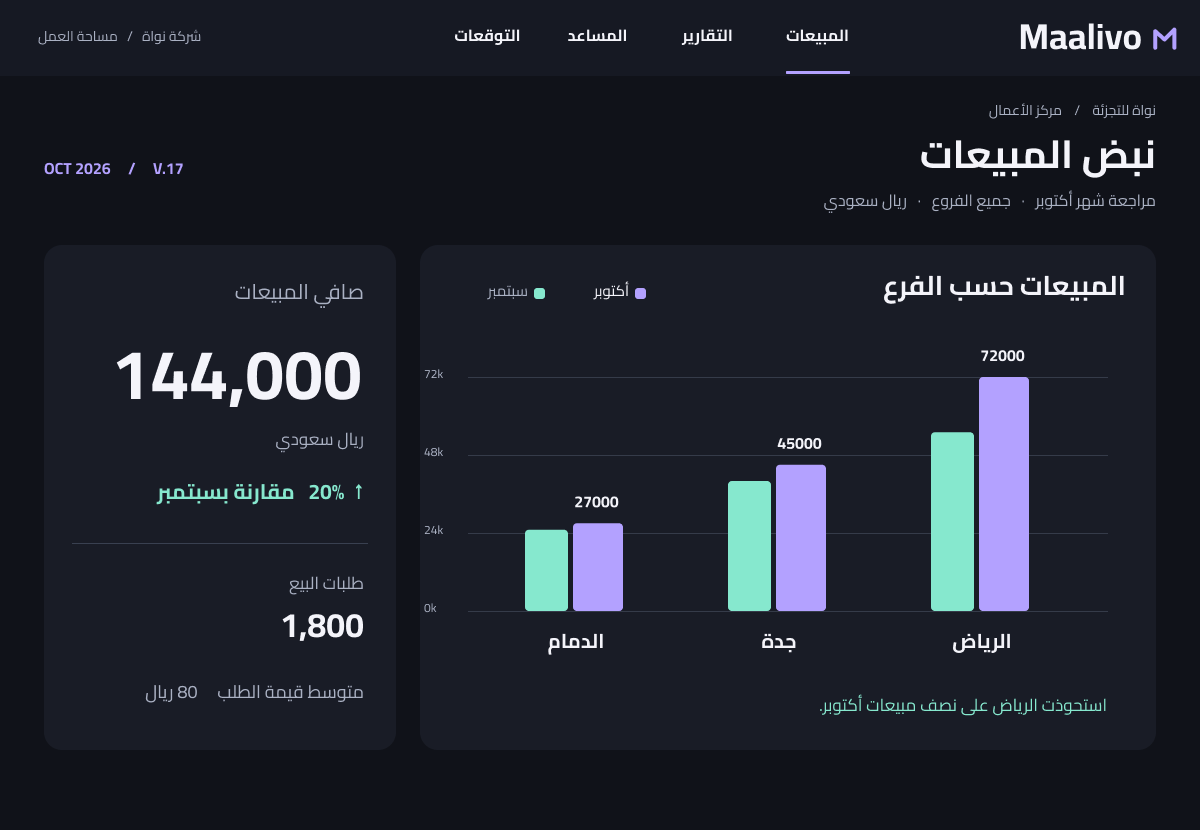 Maalivo
المبيعات
التقارير
المساعد
التوقعات
شركة نواة / مساحة العمل
نواة للتجزئة / مركز الأعمال
نبض المبيعات
OCT 2026 / V.17
مراجعة شهر أكتوبر · جميع الفروع · ريال سعودي
المبيعات حسب الفرع
أكتوبر
سبتمبر
72k
48k
24k
0k
72000
45000
27000
الرياض
جدة
الدمام
استحوذت الرياض على نصف مبيعات أكتوبر.
صافي المبيعات
144,000
ريال سعودي
↑ 20% مقارنة بسبتمبر
طلبات البيع
1,800
متوسط قيمة الطلب 80 ريال